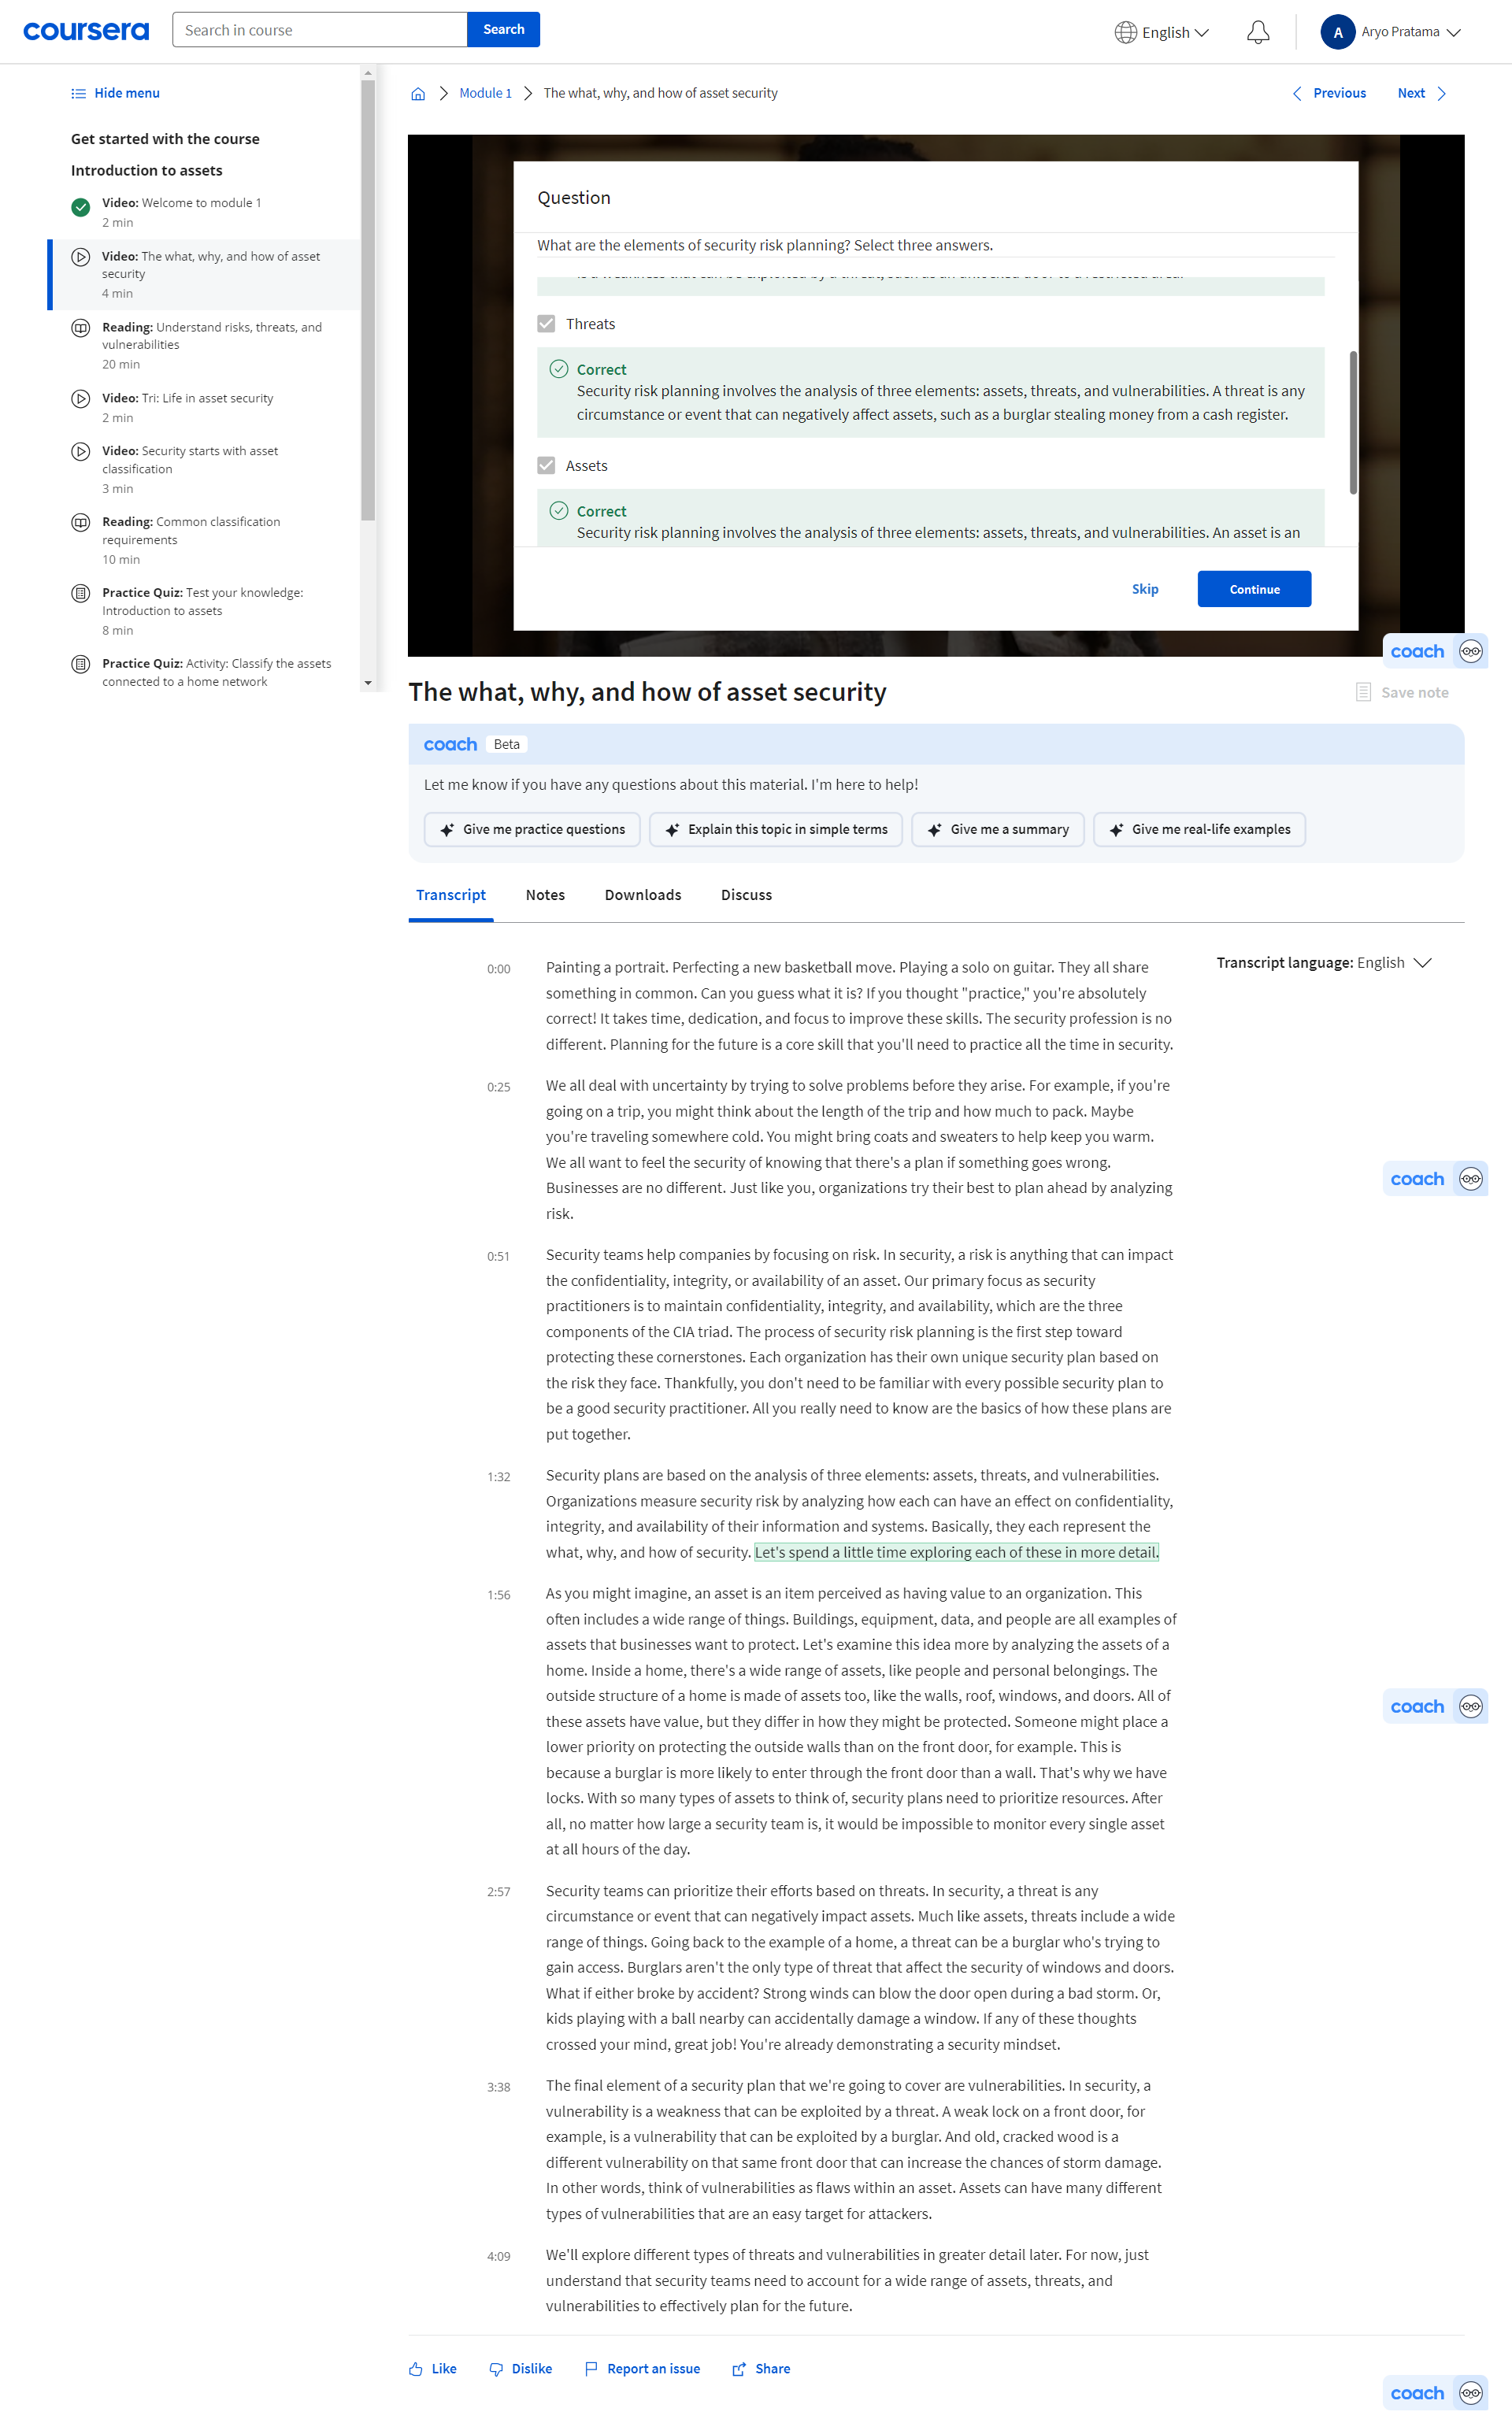 coursera
Search in course
Search
English
A
Aryo Pratama
Hide menu
Get started with the course
Introduction to assets
Video: Welcome to module 1
2 min
Video: The what, why, and how of asset
security
4 min
Reading: Understand risks, threats, and
vulnerabilities
20 min
Video: Tri: Life in asset security
2 min
Video: Security starts with asset
classification
3 min
Reading: Common classification
requirements
10 min
Practice Quiz: Test your knowledge:
Introduction to assets
8 min
Practice Quiz: Activity: Classify the assets
connected to a home network
Module 1
The what, why, and how of asset security
Previous
Next
Question
What are the elements of security risk planning? Select three answers.
Threats
Correct
Security risk planning involves the analysis of three elements: assets, threats, and vulnerabilities. A threat is any
circumstance or event that can negatively affect assets, such as a burglar stealing money from a cash register.
Assets
Correct
Security risk planning involves the analysis of three elements: assets, threats, and vulnerabilities. An asset is an
Skip
Continue
coach
The what, why, and how of asset security
Save note
coach Beta
Let me know if you have any questions about this material. I'm here to help!
Give me practice questions
Explain this topic in simple terms
Give me a summary
Give me real-life examples
Transcript
Notes
Downloads
Discuss
Transcript language: English
0:00
Painting a portrait. Perfecting a new basketball move. Playing a solo on guitar. They all share
something in common. Can you guess what it is? If you thought "practice," you're absolutely
correct! It takes time, dedication, and focus to improve these skills. The security profession is no
different. Planning for the future is a core skill that you'll need to practice all the time in security.
0:25
We all deal with uncertainty by trying to solve problems before they arise. For example, if you're
going on a trip, you might think about the length of the trip and how much to pack. Maybe
you're traveling somewhere cold. You might bring coats and sweaters to help keep you warm.
We all want to feel the security of knowing that there's a plan if something goes wrong.
Businesses are no different. Just like you, organizations try their best to plan ahead by analyzing
risk.
coach
0:51
Security teams help companies by focusing on risk. In security, a risk is anything that can impact
the confidentiality, integrity, or availability of an asset. Our primary focus as security
practitioners is to maintain confidentiality, integrity, and availability, which are the three
components of the CIA triad. The process of security risk planning is the first step toward
protecting these cornerstones. Each organization has their own unique security plan based on
the risk they face. Thankfully, you don't need to be familiar with every possible security plan to
be a good security practitioner. All you really need to know are the basics of how these plans are
put together.
1:32
Security plans are based on the analysis of three elements: assets, threats, and vulnerabilities.
Organizations measure security risk by analyzing how each can have an effect on confidentiality,
integrity, and availability of their information and systems. Basically, they each represent the
what, why, and how of security. Let's spend a little time exploring each of these in more detail.
1:56
As you might imagine, an asset is an item perceived as having value to an organization. This
often includes a wide range of things. Buildings, equipment, data, and people are all examples of
assets that businesses want to protect. Let's examine this idea more by analyzing the assets of a
home. Inside a home, there's a wide range of assets, like people and personal belongings. The
outside structure of a home is made of assets too, like the walls, roof, windows, and doors. All of
these assets have value, but they differ in how they might be protected. Someone might place a
lower priority on protecting the outside walls than on the front door, for example. This is
because a burglar is more likely to enter through the front door than a wall. That's why we have
locks. With so many types of assets to think of, security plans need to prioritize resources. After
all, no matter how large a security team is, it would be impossible to monitor every single asset
at all hours of the day.
coach
2:57
Security teams can prioritize their efforts based on threats. In security, a threat is any
circumstance or event that can negatively impact assets. Much like assets, threats include a wide
range of things. Going back to the example of a home, a threat can be a burglar who's trying to
gain access. Burglars aren't the only type of threat that affect the security of windows and doors.
What if either broke by accident? Strong winds can blow the door open during a bad storm. Or,
kids playing with a ball nearby can accidentally damage a window. If any of these thoughts
crossed your mind, great job! You're already demonstrating a security mindset.
3:38
The final element of a security plan that we're going to cover are vulnerabilities. In security, a
vulnerability is a weakness that can be exploited by a threat. A weak lock on a front door, for
example, is a vulnerability that can be exploited by a burglar. And old, cracked wood is a
different vulnerability on that same front door that can increase the chances of storm damage.
In other words, think of vulnerabilities as flaws within an asset. Assets can have many different
types of vulnerabilities that are an easy target for attackers.
4:09
We'll explore different types of threats and vulnerabilities in greater detail later. For now, just
understand that security teams need to account for a wide range of assets, threats, and
vulnerabilities to effectively plan for the future.
Like
Dislike
Report an issue
Share
coach